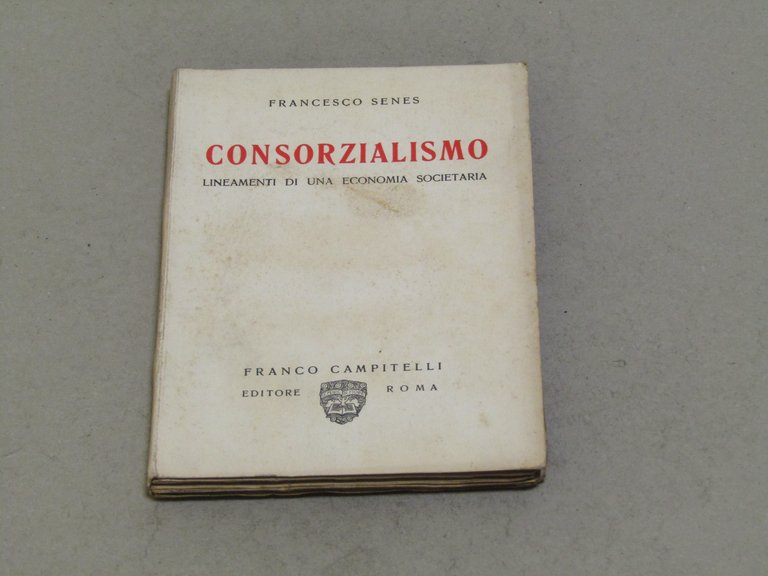 FRANCESCO SENES
CONSORZIALISMO
LINEAMENTI DI UNA ECONOMIA SOCIETARIA
FRANCO CAMPITELLI
EDITORE ROMA